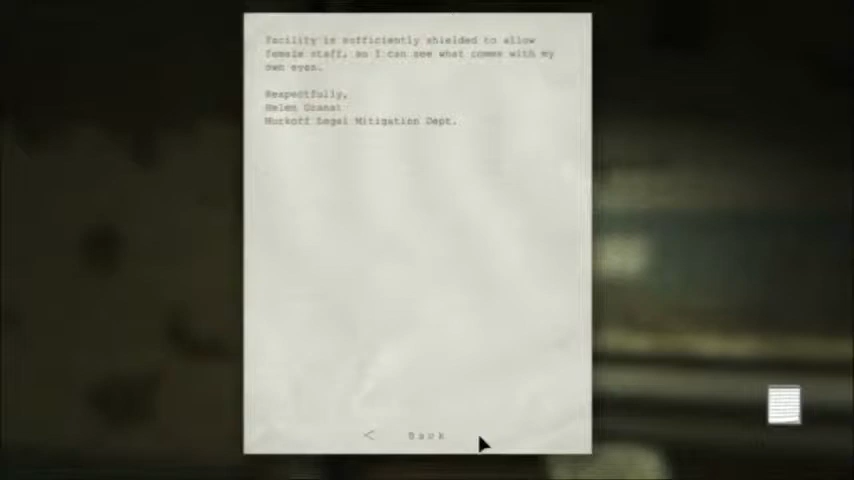 Facility is sufficiently shielded to allow
female staff, so I can see what comes with my
own eyes.
Respectfully,
Helen
Murkoff Legal Mitigation Dept.
< Back